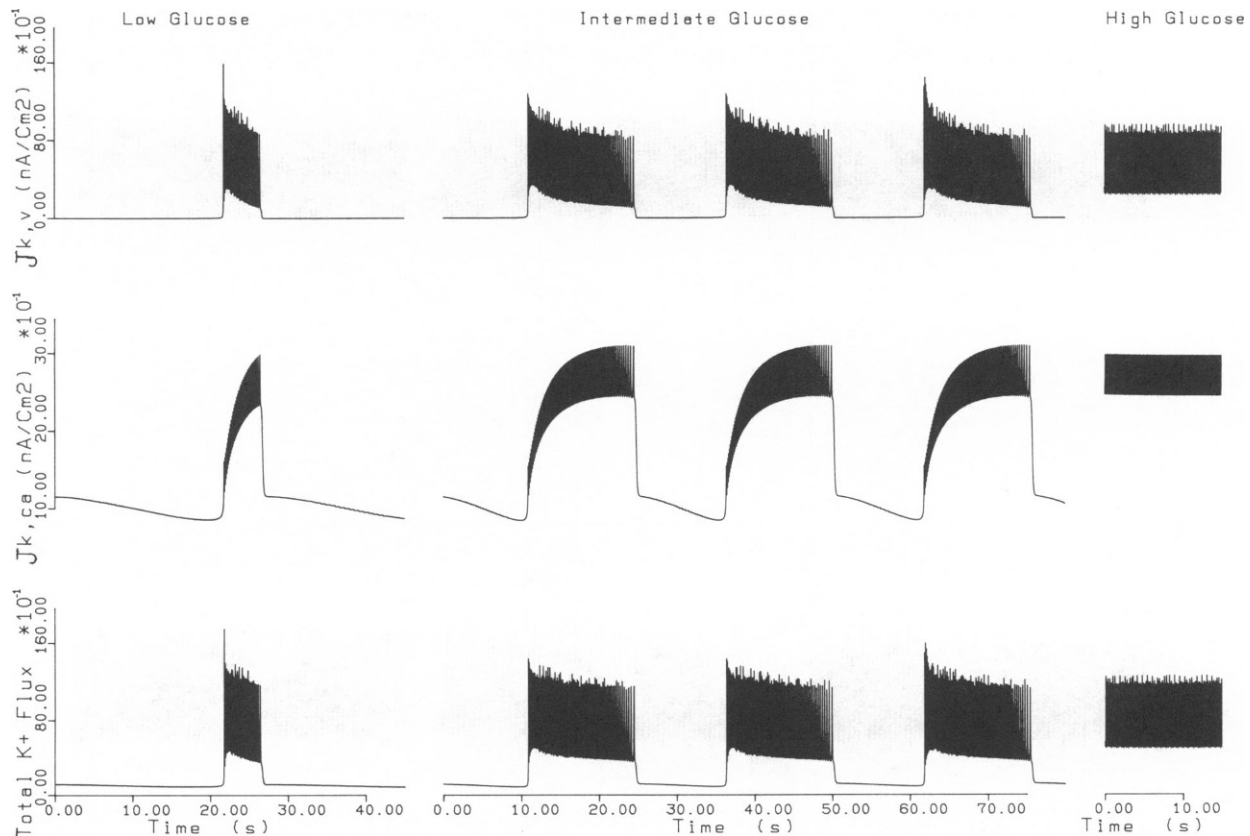 Low Glucose
Intermediate Glucose
High Glucose
Jk,v (nA/Cm2) *10⁻¹
0.00 80.00 160.00
Jk,ca (nA/Cm2) *10⁻¹
10.00 20.00 30.00
Total K+ Flux *10⁻¹
0.00 80.00 160.00
0.00 10.00 20.00 30.00 40.00
Time (s)
0.00 10.00 20.00 30.00 40.00 50.00 60.00 70.00
Time (s)
0.00 10.00
Time (s)